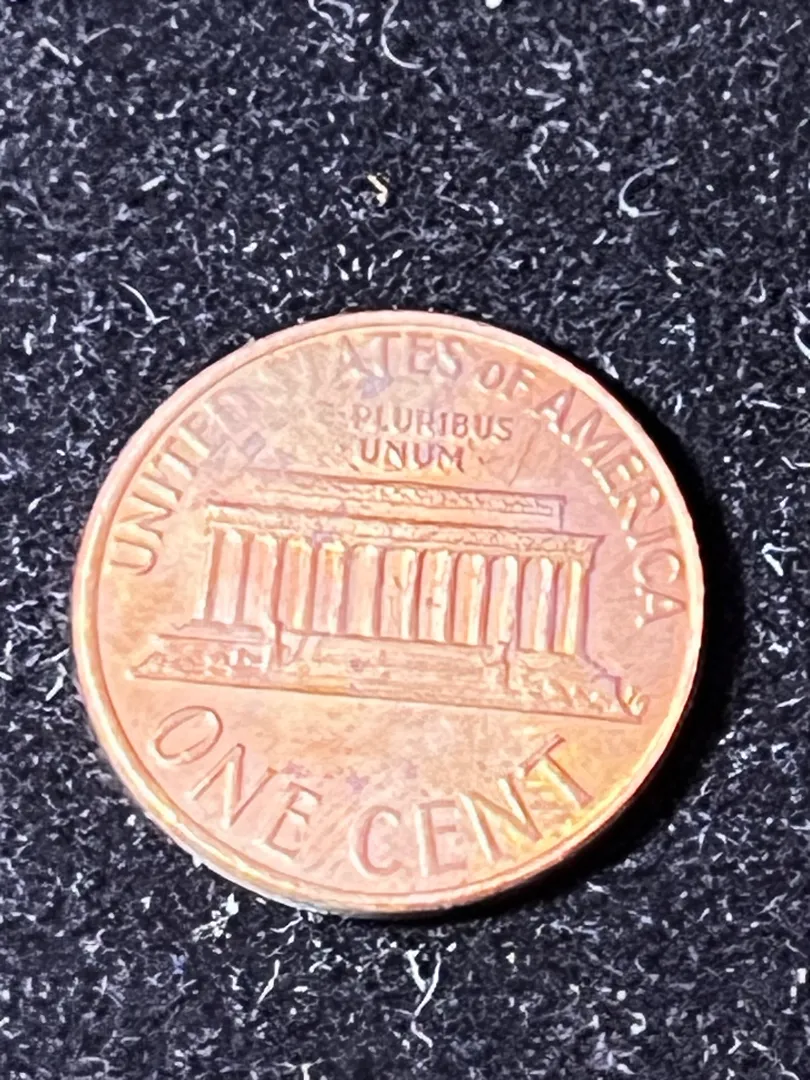 UNITED STATES OF AMERICA
E PLURIBUS
UNUM
ONE CENT